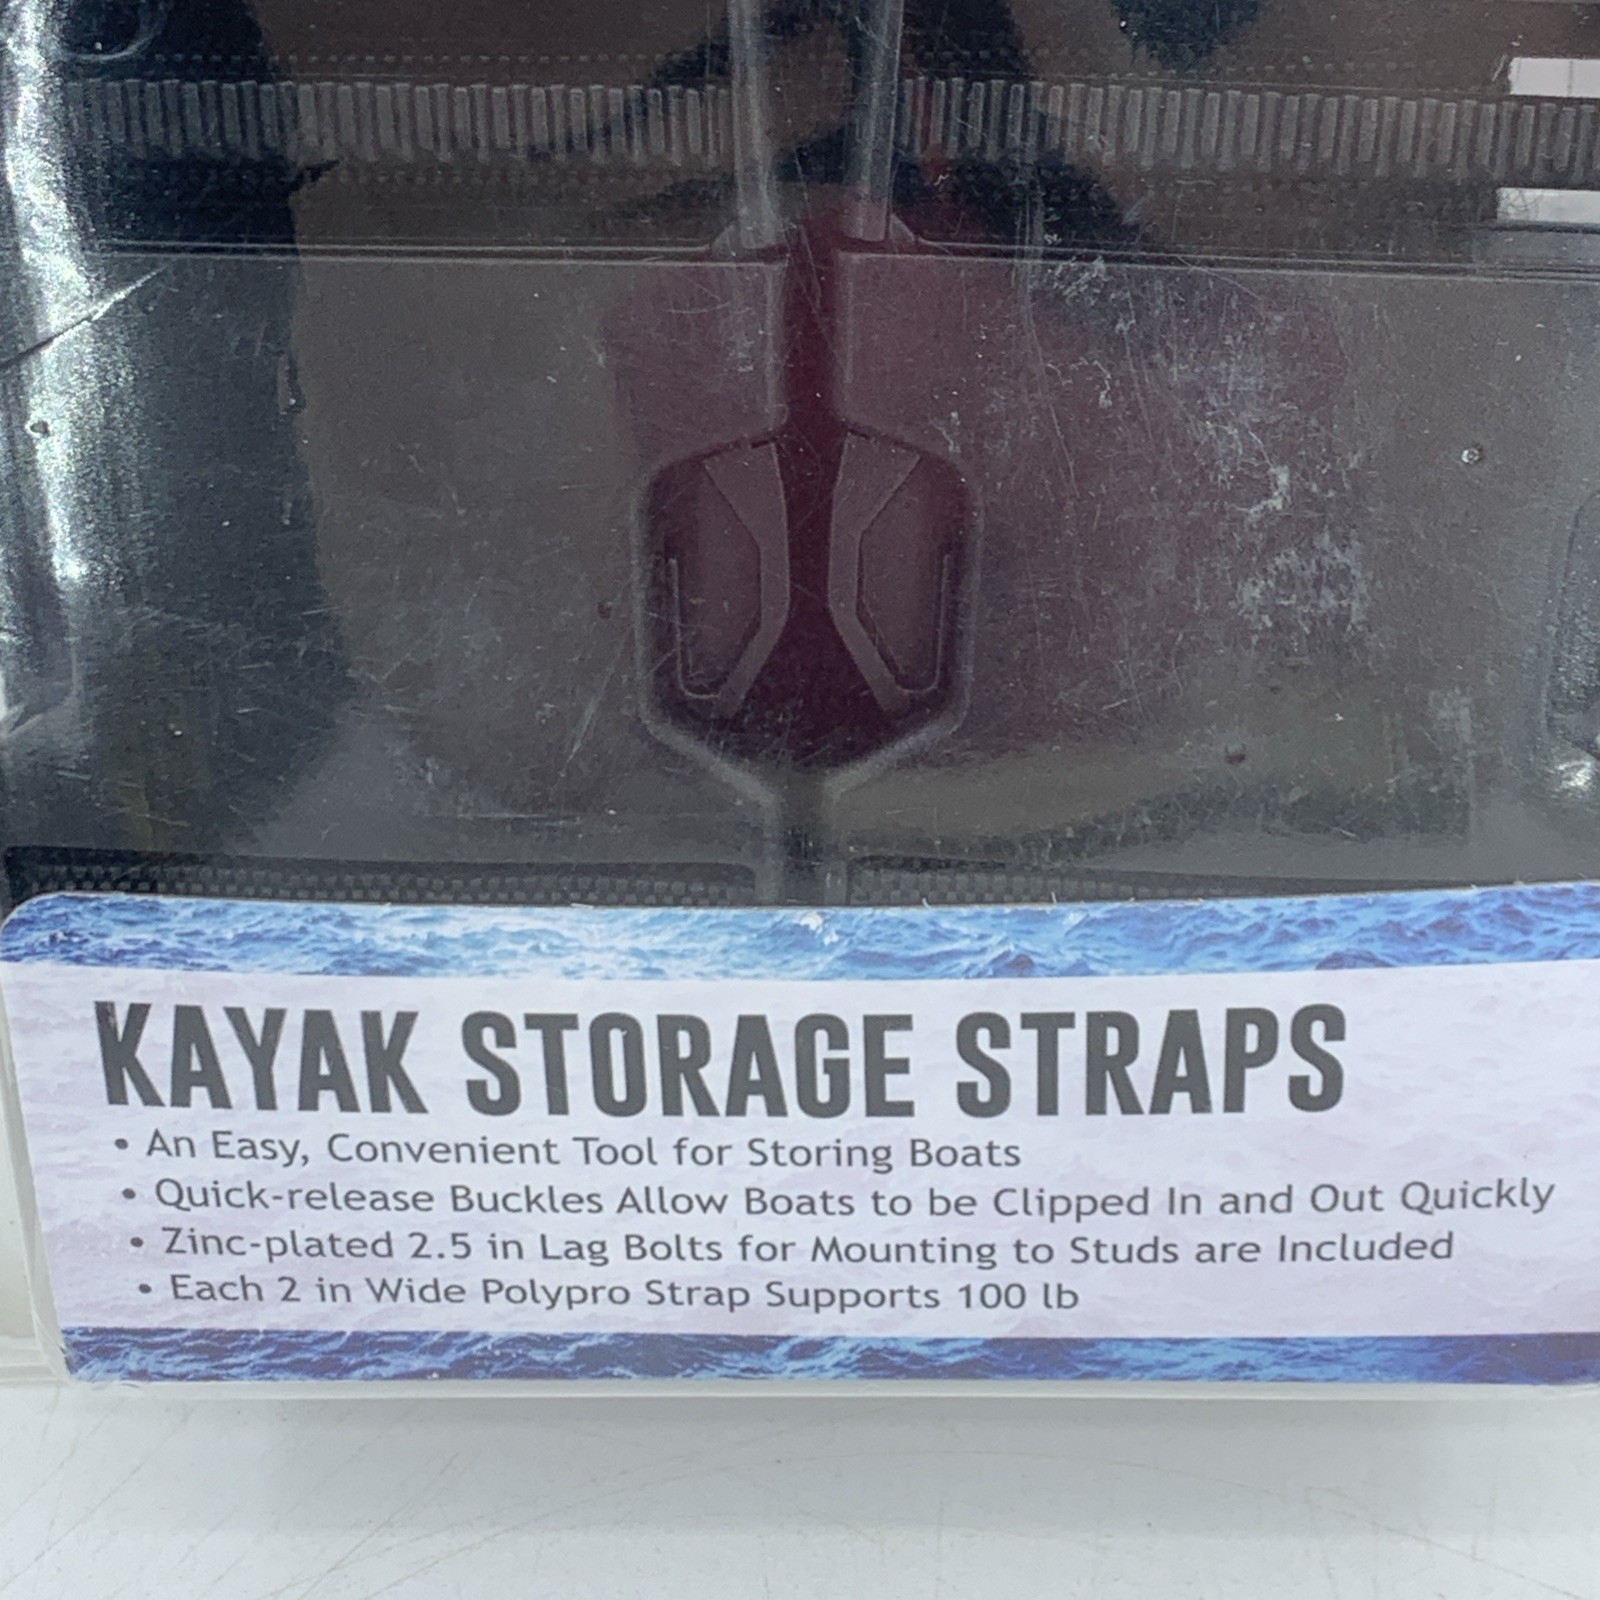 KAYAK STORAGE STRAPS
• An Easy, Convenient Tool for Storing Boats
• Quick-release Buckles Allow Boats to be Clipped In and Out Quickly
• Zinc-plated 2.5 in Lag Bolts for Mounting to Studs are Included
• Each 2 in Wide Polypro Strap Supports 100 lb